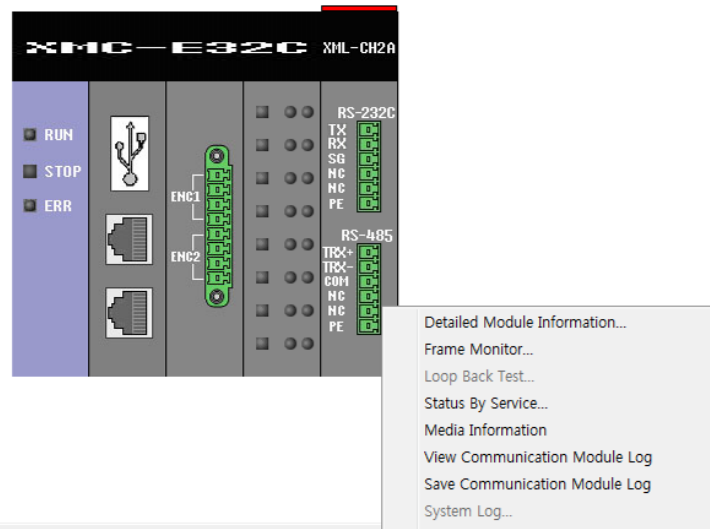 XMC-E32C
XML-CH2A
RUN
STOP
ERR
ENC1
ENC2
RS-232C
TX
RX
SG
NC
NC
PE
RS-485
TRX+
TRX-
COM
NC
NC
PE
Detailed Module Information...
Frame Monitor...
Loop Back Test...
Status By Service...
Media Information
View Communication Module Log
Save Communication Module Log
System Log...